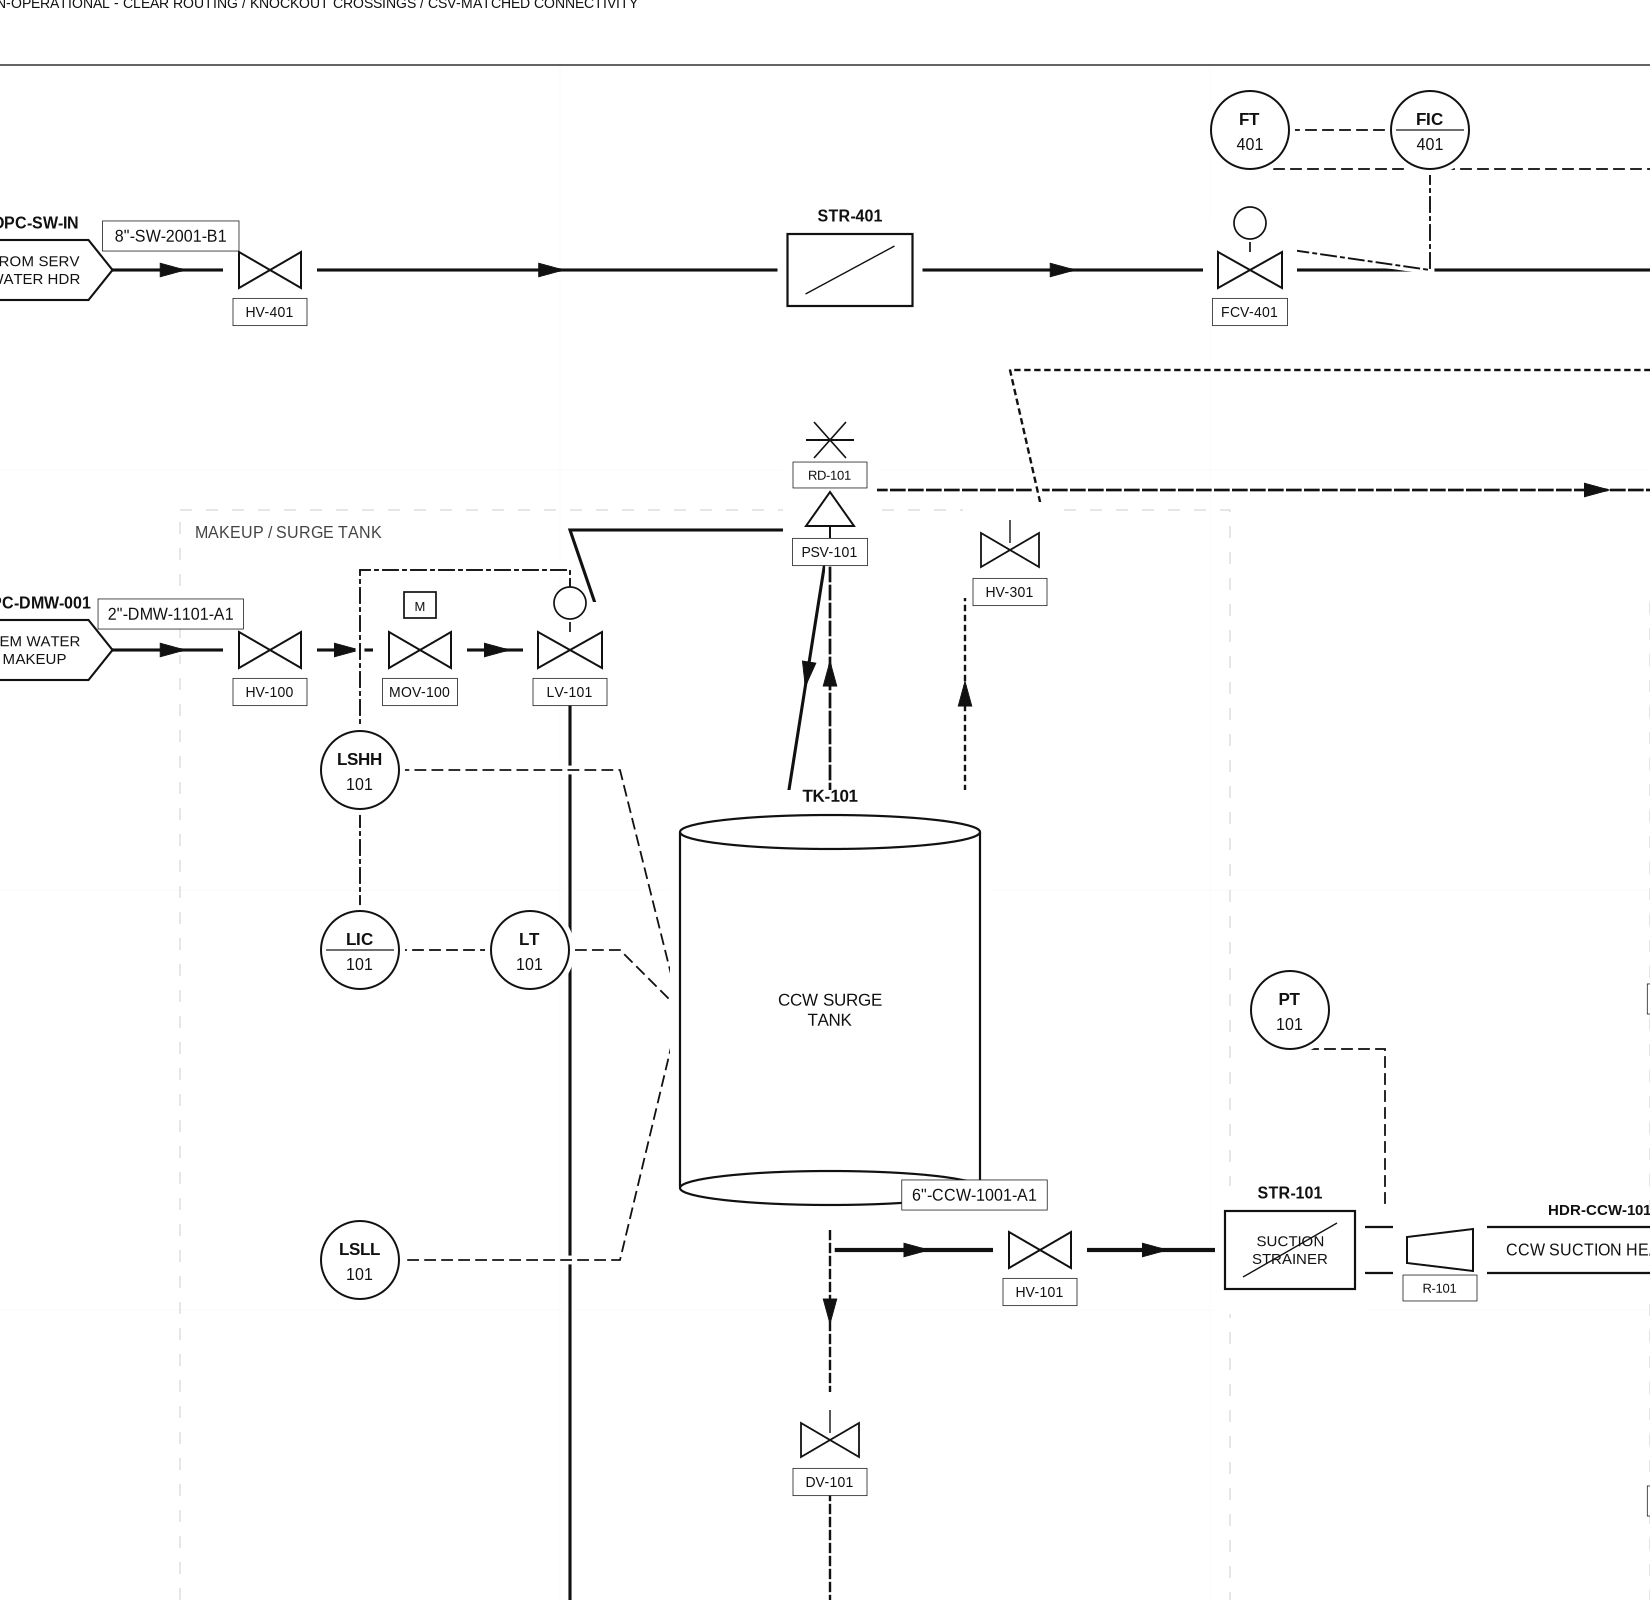 N-OPERATIONAL - CLEAR ROUTING / KNOCKOUT CROSSINGS / CSV-MATCHED CONNECTIVITY
FT
401
FIC
401
OPC-SW-IN
8"-SW-2001-B1
STR-401
ROM SERV
WATER HDR
HV-401
FCV-401
RD-101
MAKEUP / SURGE TANK
PSV-101
HV-301
PC-DMW-001
2"-DMW-1101-A1
M
EM WATER
MAKEUP
HV-100
MOV-100
LV-101
LSHH
101
TK-101
LIC
101
LT
101
CCW SURGE
TANK
PT
101
6"-CCW-1001-A1
STR-101
HDR-CCW-101
LSLL
101
SUCTION
STRAINER
CCW SUCTION HE
HV-101
R-101
DV-101